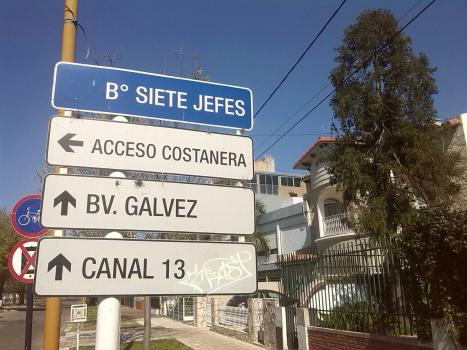 B° SIETE JEFES
ACCESO COSTANERA
BV. GALVEZ
CANAL 13